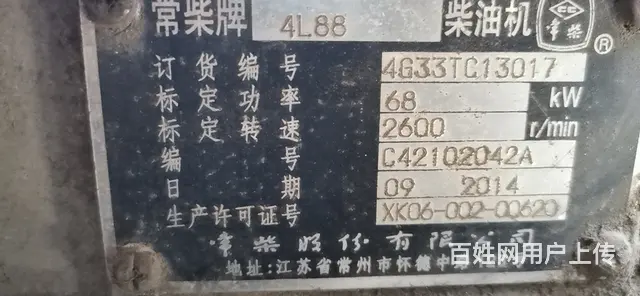 常柴牌 4L88 柴油机 常柴 ®
订货编号 4G33TC13017
标定功率 68 kW
标定转速 2600 r/min
编号 C42102042A
日期 09 2014
生产许可证号 XK06-002-00620
常柴股份有限公司
地址:江苏省常州市怀德中
百姓网用户上传